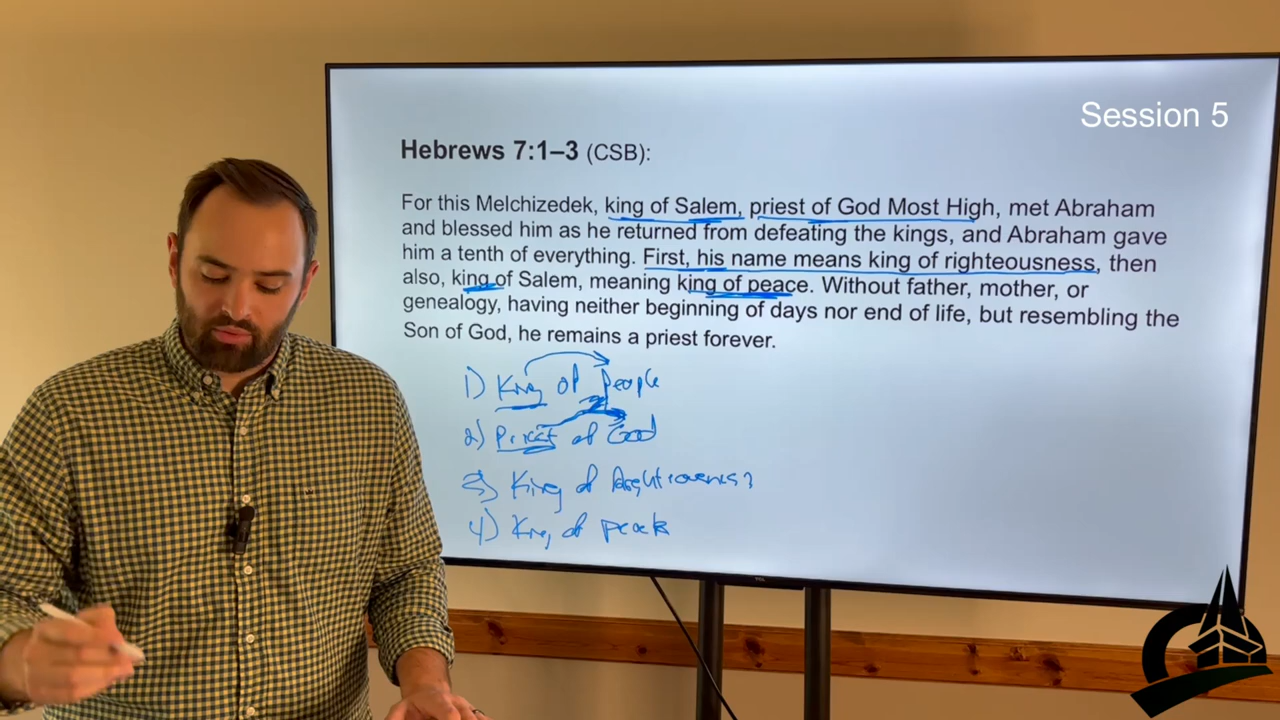 Session 5
Hebrews 7:1–3 (CSB):
For this Melchizedek, king of Salem, priest of God Most High, met Abraham
and blessed him as he returned from defeating the kings, and Abraham gave
him a tenth of everything. First, his name means king of righteousness, then
also, king of Salem, meaning king of peace. Without father, mother, or
genealogy, having neither beginning of days nor end of life, but resembling the
Son of God, he remains a priest forever.
1) King of People
2) Priest of God
3) King of
4) King of peace
TCL